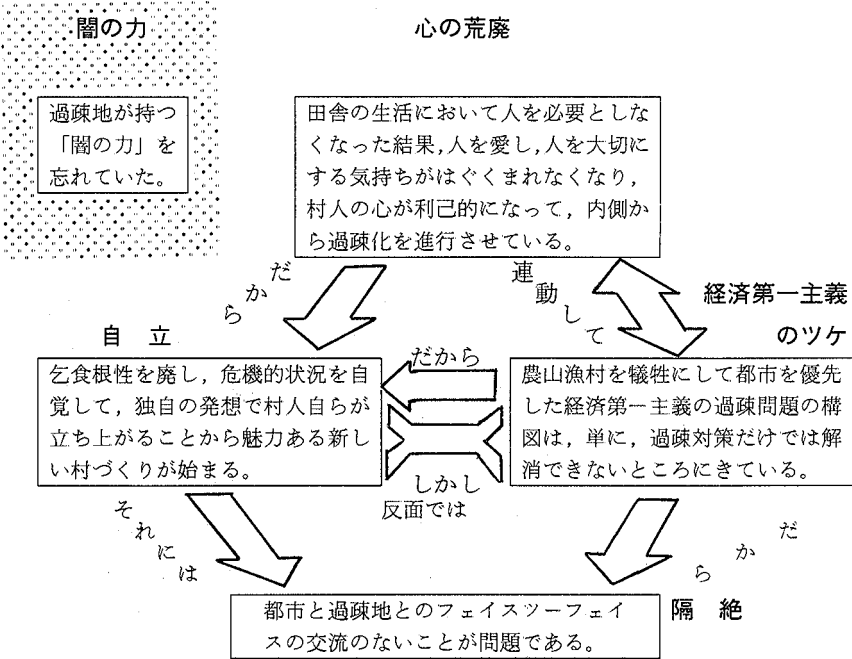 闇の力
心の荒廃
過疎地が持つ
「闇の力」を
忘れていた。
田舎の生活において人を必要としな
くなった結果,人を愛し,人を大切に
する気持ちがはぐくまれなくなり,
村人の心が利己的になって,内側か
ら過疎化を進行させている。
だから
連動して
経済第一主義
のツケ
自 立
だから
乞食根性を廃し,危機的状況を自
覚して,独自の発想で村人自らが
立ち上がることから魅力ある新し
い村づくりが始まる。
農山漁村を犠牲にして都市を優先
した経済第一主義の過疎問題の構
図は,単に,過疎対策だけでは解
消できないところにきている。
しかし
反面では
それには
だから
都市と過疎地とのフェイスツーフェイ
スの交流のないことが問題である。
隔 絶